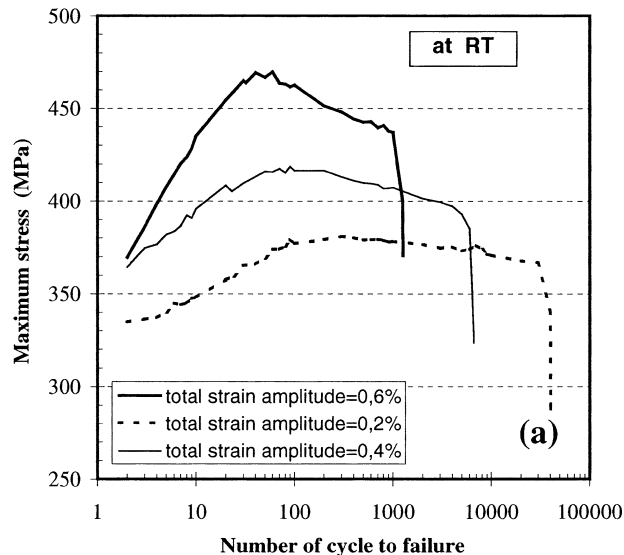 500
450
400
350
300
250
Maximum stress (MPa)
at RT
total strain amplitude=0,6%
total strain amplitude=0,2%
total strain amplitude=0,4%
(a)
1
10
100
1000
10000
100000
Number of cycle to failure